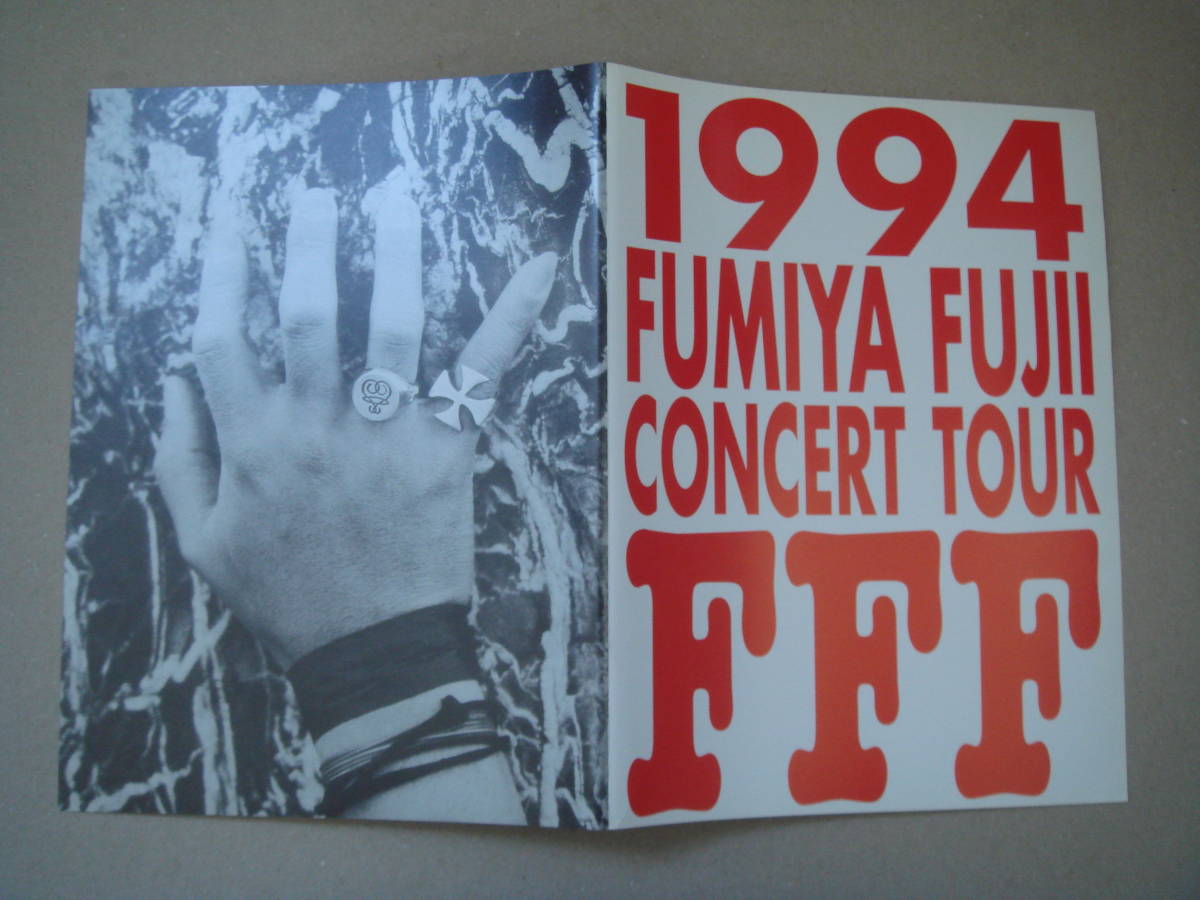 1994
FUMIYA FUJII
CONCERT TOUR
FFF